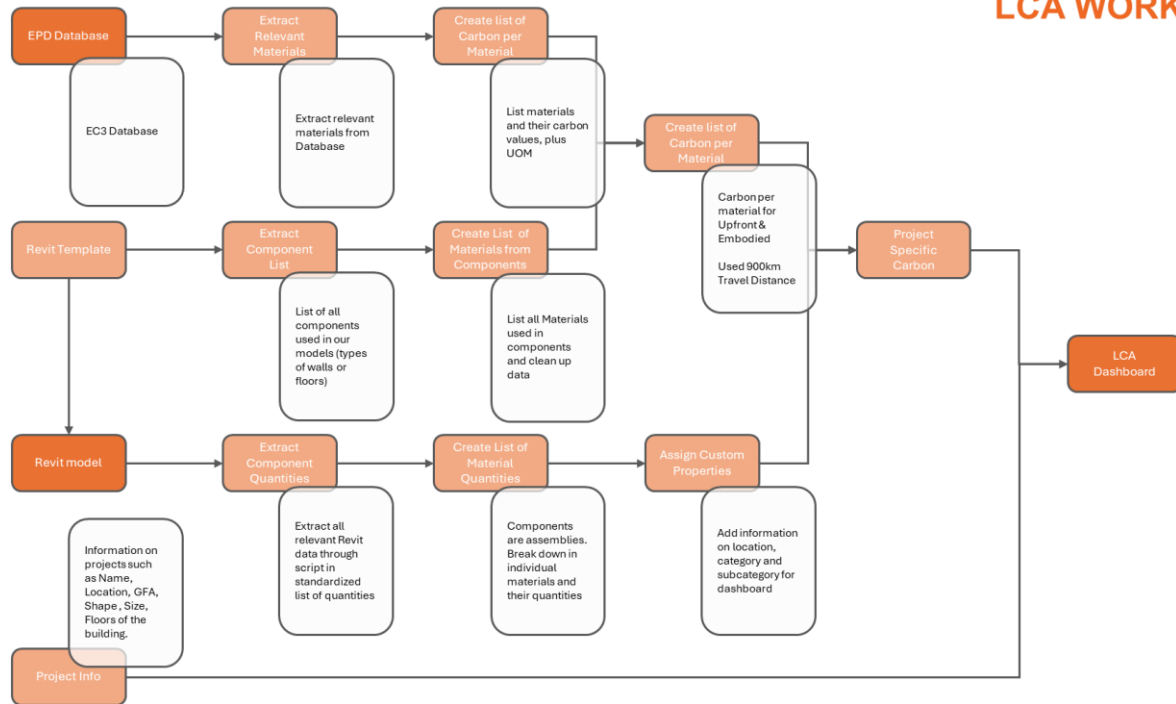 LCA WORK
EPD Database
Extract
Relevant
Materials
Create list of
Carbon per
Material
EC3 Database
Extract relevant
materials from
Database
List materials
and their carbon
values, plus
UOM
Create list of
Carbon per
Material
Carbon per
material for
Upfront &
Embodied
Used 900km
Travel Distance
Revit Template
Extract
Component
List
Create List of
Materials from
Components
Project
Specific
Carbon
List of all
components
used in our
models (types
of walls or
floors)
List all Materials
used in
components
and clean up
data
LCA
Dashboard
Revit model
Extract
Component
Quantities
Create List of
Material
Quantities
Assign Custom
Properties
Extract all
relevant Revit
data through
script in
standardized
list of quantities
Components
are assemblies.
Break down in
individual
materials and
their quantities
Add information
on location,
category and
subcategory for
dashboard
Information on
projects such
as Name,
Location, GFA,
Shape , Size,
Floors of the
building.
Project Info